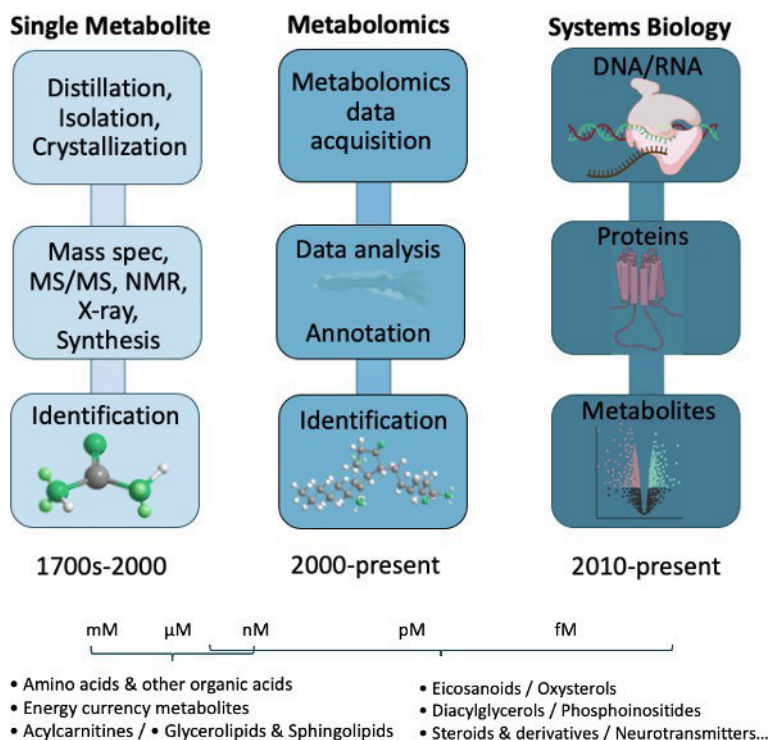 Single Metabolite
Metabolomics
Systems Biology
Distillation,
Isolation,
Crystallization
Metabolomics
data
acquisition
DNA/RNA
Mass spec,
MS/MS, NMR,
X-ray,
Synthesis
Data analysis
Annotation
Proteins
Identification
Identification
Metabolites
1700s-2000
2000-present
2010-present
mM µM nM pM fM
• Amino acids & other organic acids
• Energy currency metabolites
• Acylcarnitines / • Glycerolipids & Sphingolipids
• Eicosanoids / Oxysterols
• Diacylglycerols / Phosphoinositides
• Steroids & derivatives / Neurotransmitters...